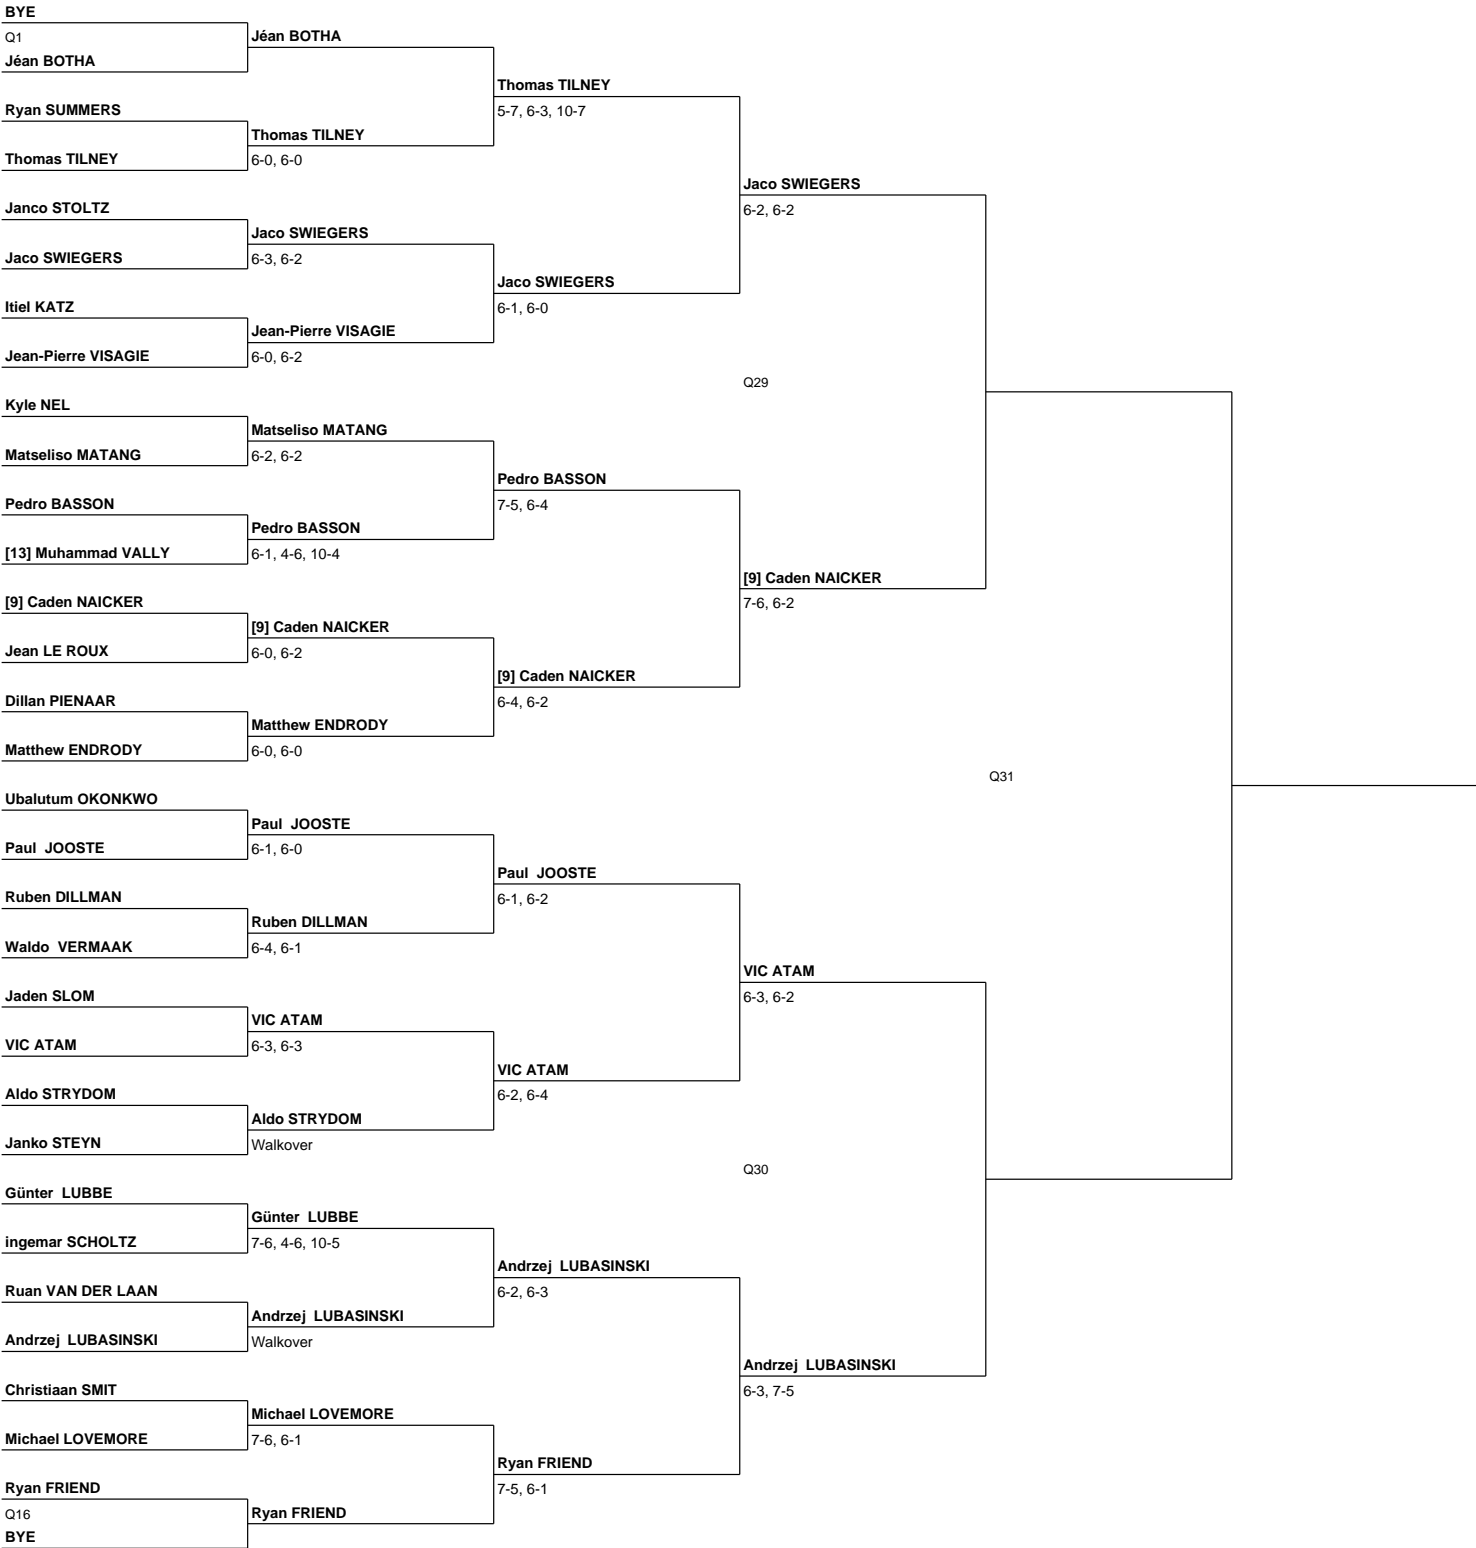 BYE
Q1
Jéan BOTHA
Ryan SUMMERS
Thomas TILNEY
Janco STOLTZ
Jaco SWIEGERS
Itiel KATZ
Jean-Pierre VISAGIE
Kyle NEL
Matseliso MATANG
Pedro BASSON
[13] Muhammad VALLY
[9] Caden NAICKER
Jean LE ROUX
Dillan PIENAAR
Matthew ENDRODY
Ubalutum OKONKWO
Paul  JOOSTE
Ruben DILLMAN
Waldo  VERMAAK
Jaden SLOM
VIC ATAM
Aldo STRYDOM
Janko STEYN
Günter  LUBBE
ingemar SCHOLTZ
Ruan VAN DER LAAN
Andrzej  LUBASINSKI
Christiaan SMIT
Michael LOVEMORE
Ryan FRIEND
Q16
BYE
Jéan BOTHA
Thomas TILNEY
6-0, 6-0
Jaco SWIEGERS
6-3, 6-2
Jean-Pierre VISAGIE
6-0, 6-2
Matseliso MATANG
6-2, 6-2
Pedro BASSON
6-1, 4-6, 10-4
[9] Caden NAICKER
6-0, 6-2
Matthew ENDRODY
6-0, 6-0
Paul  JOOSTE
6-1, 6-0
Ruben DILLMAN
6-4, 6-1
VIC ATAM
6-3, 6-3
Aldo STRYDOM
Walkover
Günter  LUBBE
7-6, 4-6, 10-5
Andrzej  LUBASINSKI
Walkover
Michael LOVEMORE
7-6, 6-1
Ryan FRIEND
Thomas TILNEY
5-7, 6-3, 10-7
Jaco SWIEGERS
6-1, 6-0
Pedro BASSON
7-5, 6-4
[9] Caden NAICKER
6-4, 6-2
Paul  JOOSTE
6-1, 6-2
VIC ATAM
6-2, 6-4
Andrzej  LUBASINSKI
6-2, 6-3
Ryan FRIEND
7-5, 6-1
Jaco SWIEGERS
6-2, 6-2
Q29
[9] Caden NAICKER
7-6, 6-2
VIC ATAM
6-3, 6-2
Q30
Andrzej  LUBASINSKI
6-3, 7-5
Q31